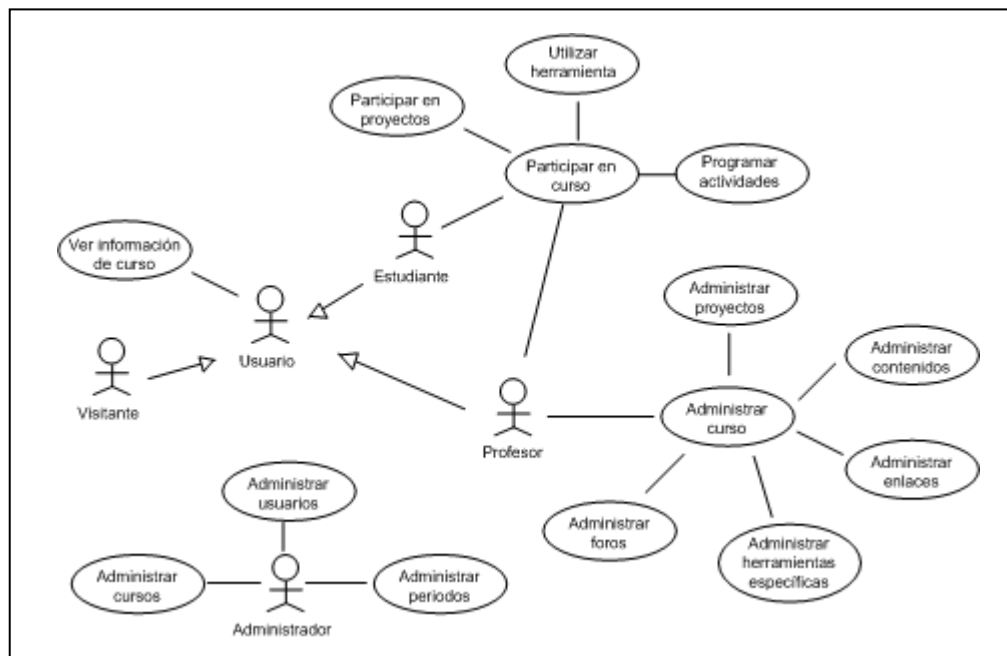 Utilizar
herramienta
Participar en
proyectos
Participar en
curso
Programar
actividades
Ver información
de curso
Estudiante
Usuario
Visitante
Administrar
proyectos
Administrar
contenidos
Administrar
curso
Profesor
Administrar
enlaces
Administrar
usuarios
Administrar
foros
Administrar
herramientas
específicas
Administrar
cursos
Administrar
periodos
Administrador